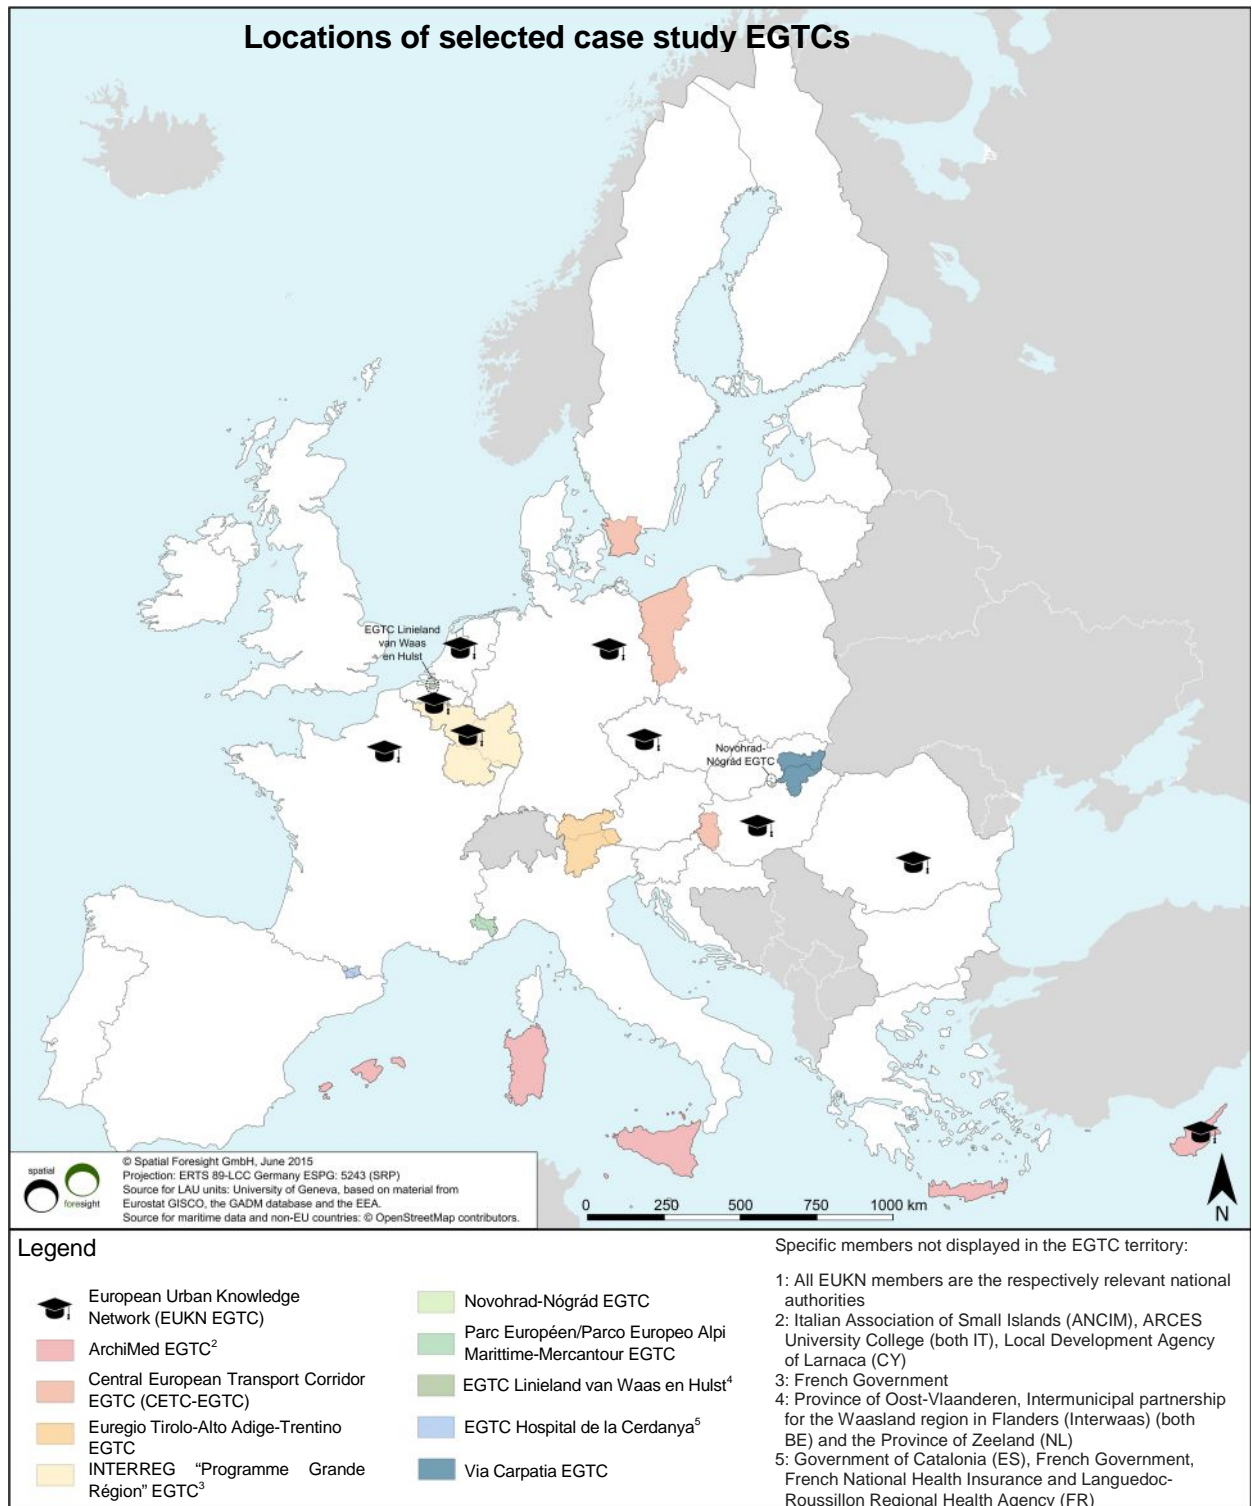 Locations of selected case study EGTCs
EGTC Linieland
van Waas
en Hulst
Novohrad-
Nógrád EGTC
spatial
foresight
© Spatial Foresight GmbH, June 2015
Projection: ERTS 89-LCC Germany ESPG: 5243 (SRP)
Source for LAU units: University of Geneva, based on material from
Eurostat GISCO, the GADM database and the EEA.
Source for maritime data and non-EU countries: © OpenStreetMap contributors.
0 250 500 750 1000 km
N
Legend
European Urban Knowledge
Network (EUKN EGTC)
ArchiMed EGTC2
Central European Transport Corridor
EGTC (CETC-EGTC)
Euregio Tirolo-Alto Adige-Trentino
EGTC
INTERREG "Programme Grande
Région" EGTC3
Novohrad-Nógrád EGTC
Parc Européen/Parco Europeo Alpi
Marittime-Mercantour EGTC
EGTC Linieland van Waas en Hulst4
EGTC Hospital de la Cerdanya5
Via Carpatia EGTC
Specific members not displayed in the EGTC territory:
1: All EUKN members are the respectively relevant national
authorities
2: Italian Association of Small Islands (ANCIM), ARCES
University College (both IT), Local Development Agency
of Larnaca (CY)
3: French Government
4: Province of Oost-Vlaanderen, Intermunicipal partnership
for the Waasland region in Flanders (Interwaas) (both
BE) and the Province of Zeeland (NL)
5: Government of Catalonia (ES), French Government,
French National Health Insurance and Languedoc-
Roussillon Regional Health Agency (FR)